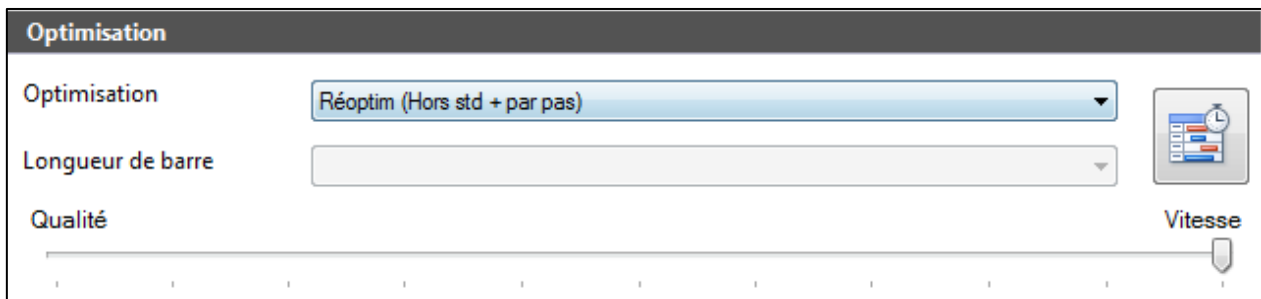 Optimisation
Optimisation Réoptim (Hors std + par pas)
Longueur de barre
Qualité Vitesse